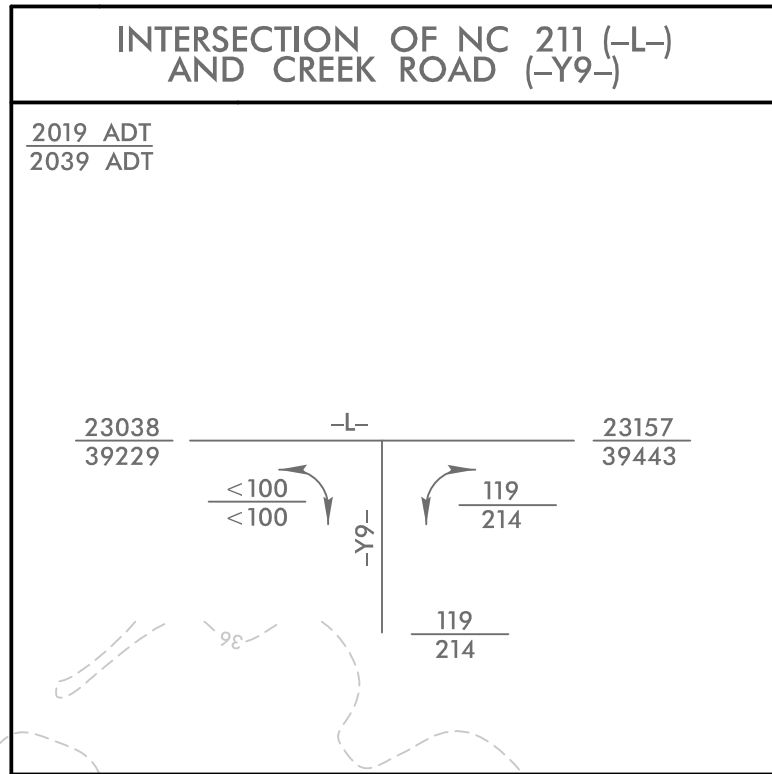 INTERSECTION OF NC 211 (–L–)
AND CREEK ROAD (–Y9–)
2019 ADT
2039 ADT
23038
39229
–L–
23157
39443
<100
<100
–Y9–
119
214
119
214
36